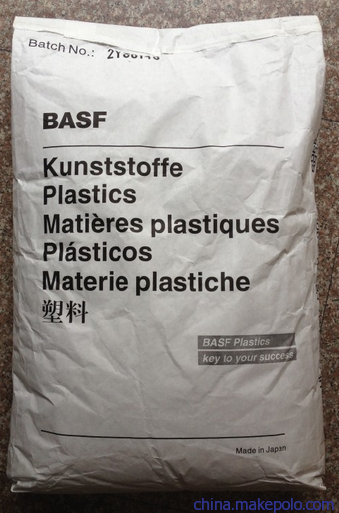 Batch No.:
BASF
Kunststoffe
Plastics
Matières plastiques
Plásticos
Materie plastiche
塑料
BASF Plastics
key to your success
Made in Japan
china.makepolo.com